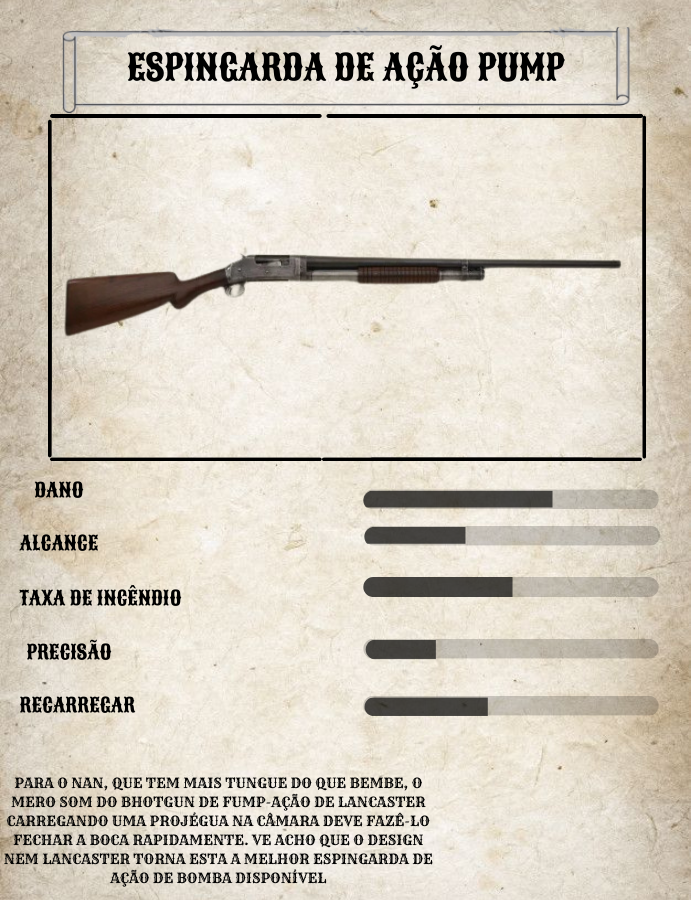 ESPINGARDA DE AÇÃO PUMP
DANO
ALCANCE
TAXA DE INCÊNDIO
PRECISÃO
RECARREGAR
PARA O NAN, QUE TEM MAIS TUNGUE DO QUE BEMBE, O
MERO SOM DO BHOTGUN DE FUMP-AÇÃO DE LANCASTER
CARREGANDO UMA PROJÉGUA NA CÂMARA DEVE FAZÊ-LO
FECHAR A BOCA RAPIDAMENTE. VE ACHO QUE O DESIGN
NEM LANCASTER TORNA ESTA A MELHOR ESPINGARDA DE
AÇÃO DE BOMBA DISPONÍVEL